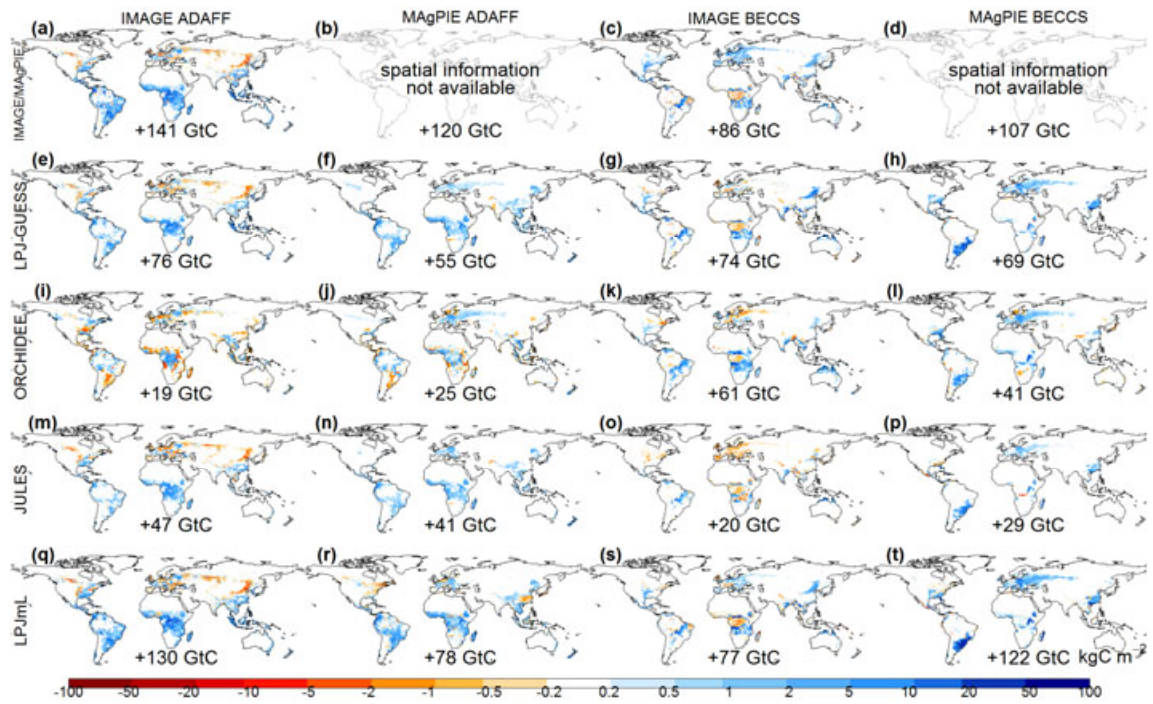 IMAGE ADAFF MAgPIE ADAFF IMAGE BECCS MAgPIE BECCS
IMAGE/MAgPIE
(a) (b) (c) (d)
spatial information spatial information
not available not available
+141 GtC +120 GtC +86 GtC +107 GtC
LPJ-GUESS
(e) (f) (g) (h)
+76 GtC +55 GtC +74 GtC +69 GtC
ORCHIDEE
(i) (j) (k) (l)
+19 GtC +25 GtC +61 GtC +41 GtC
JULES
(m) (n) (o) (p)
+47 GtC +41 GtC +20 GtC +29 GtC
LPJmL
(q) (r) (s) (t)
+130 GtC +78 GtC +77 GtC +122 GtC kgC m⁻²
-100 -50 -20 -10 -5 -2 -1 -0.5 -0.2 0.2 0.5 1 2 5 10 20 50 100